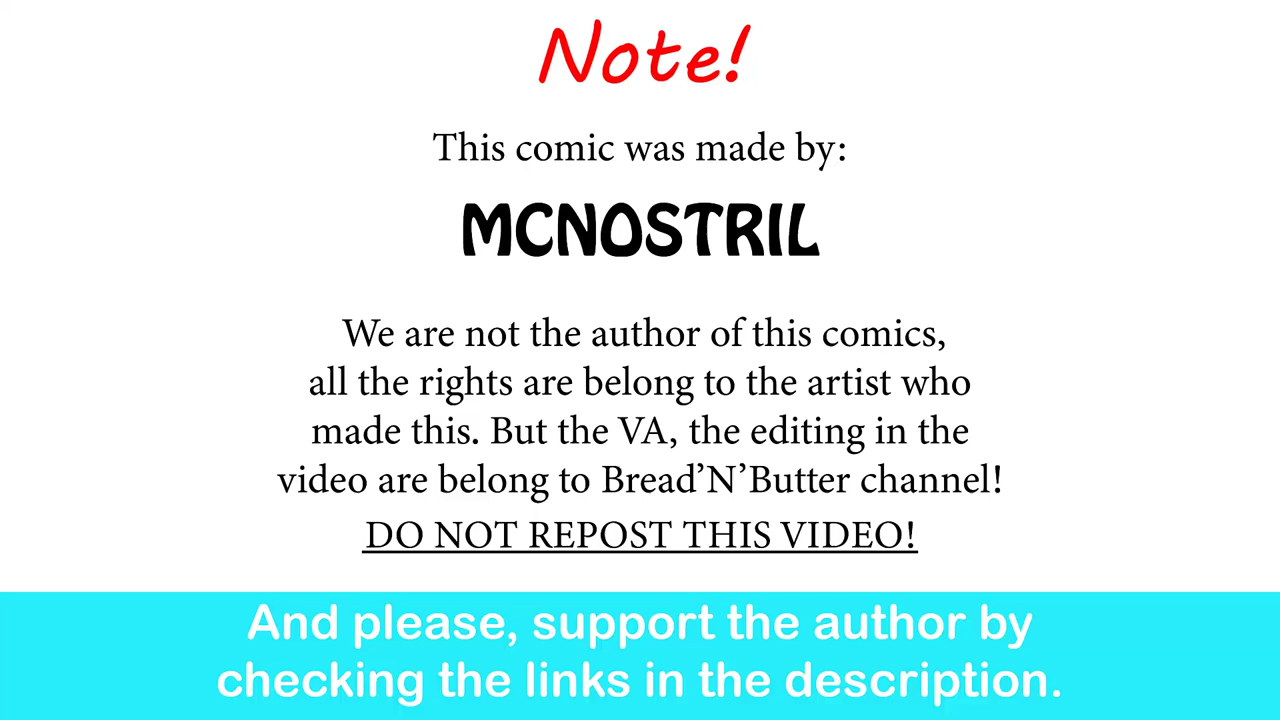 Note!
This comic was made by:
MCNOSTRIL
We are not the author of this comics,
all the rights are belong to the artist who
made this. But the VA, the editing in the
video are belong to Bread’N’Butter channel!
DO NOT REPOST THIS VIDEO!
And please, support the author by
checking the links in the description.